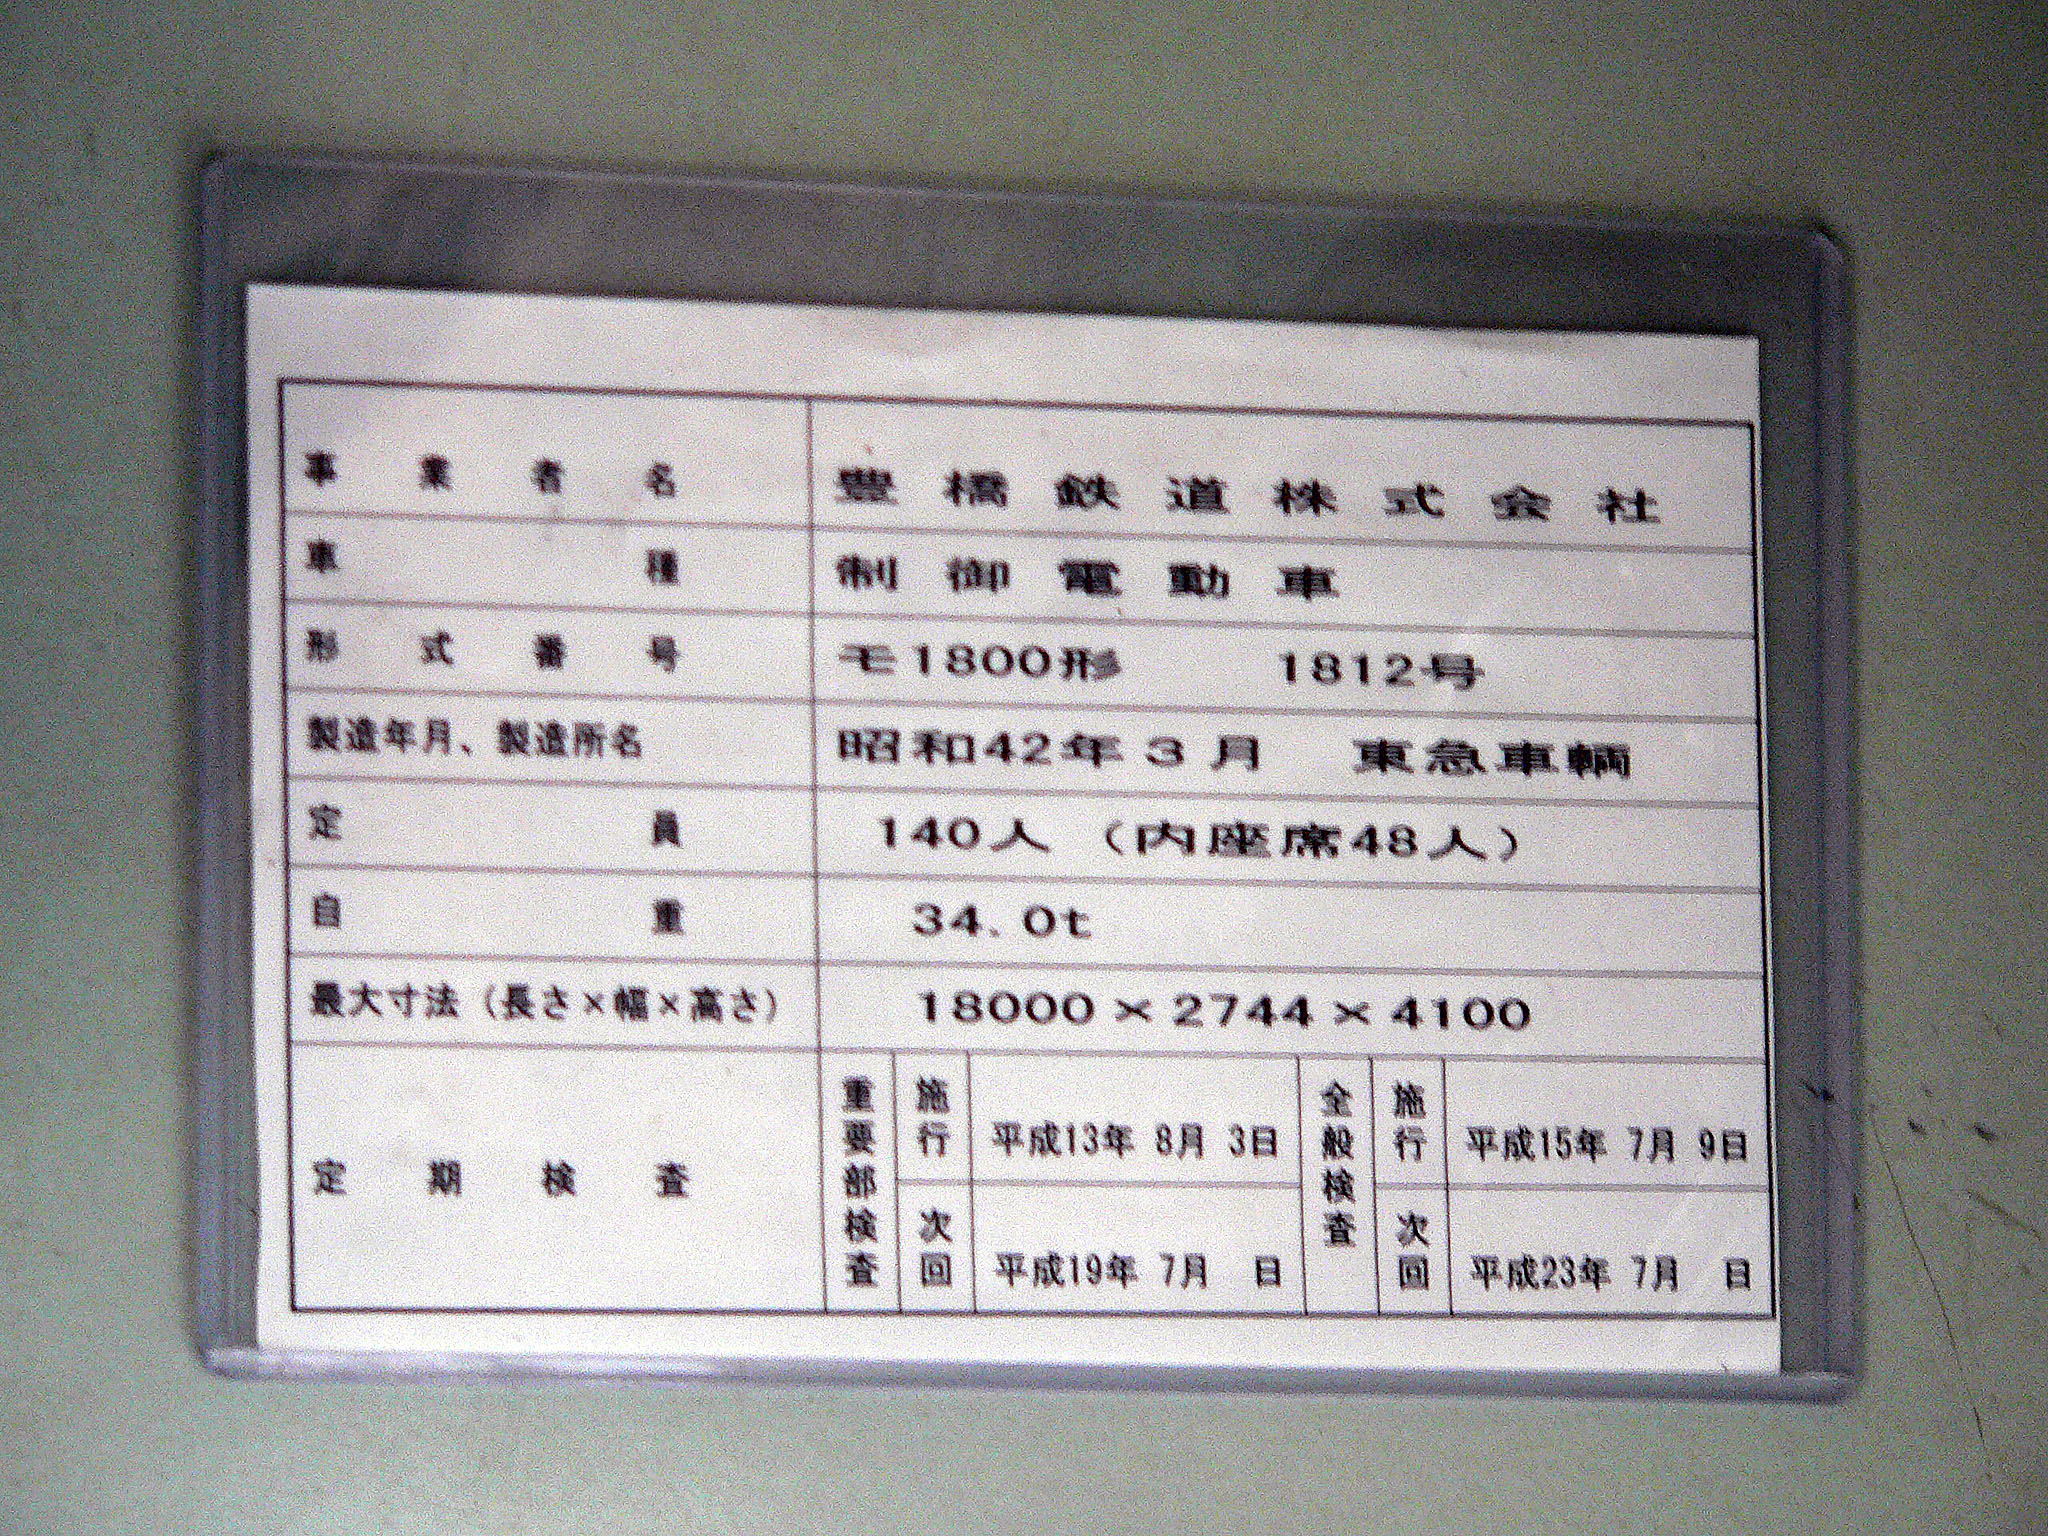 事業者名 豊橋鉄道株式会社
車種 制御電動車
形式番号 モ1800形 1812号
製造年月、製造所名 昭和42年3月 東急車輌
定員 140人（内座席48人）
自重 34.0t
最大寸法（長さ×幅×高さ） 18000×2744×4100
定期検査
重要部検査
施行 平成13年 8月 3日
次回 平成19年 7月 日
全般検査
施行 平成15年 7月 9日
次回 平成23年 7月 日